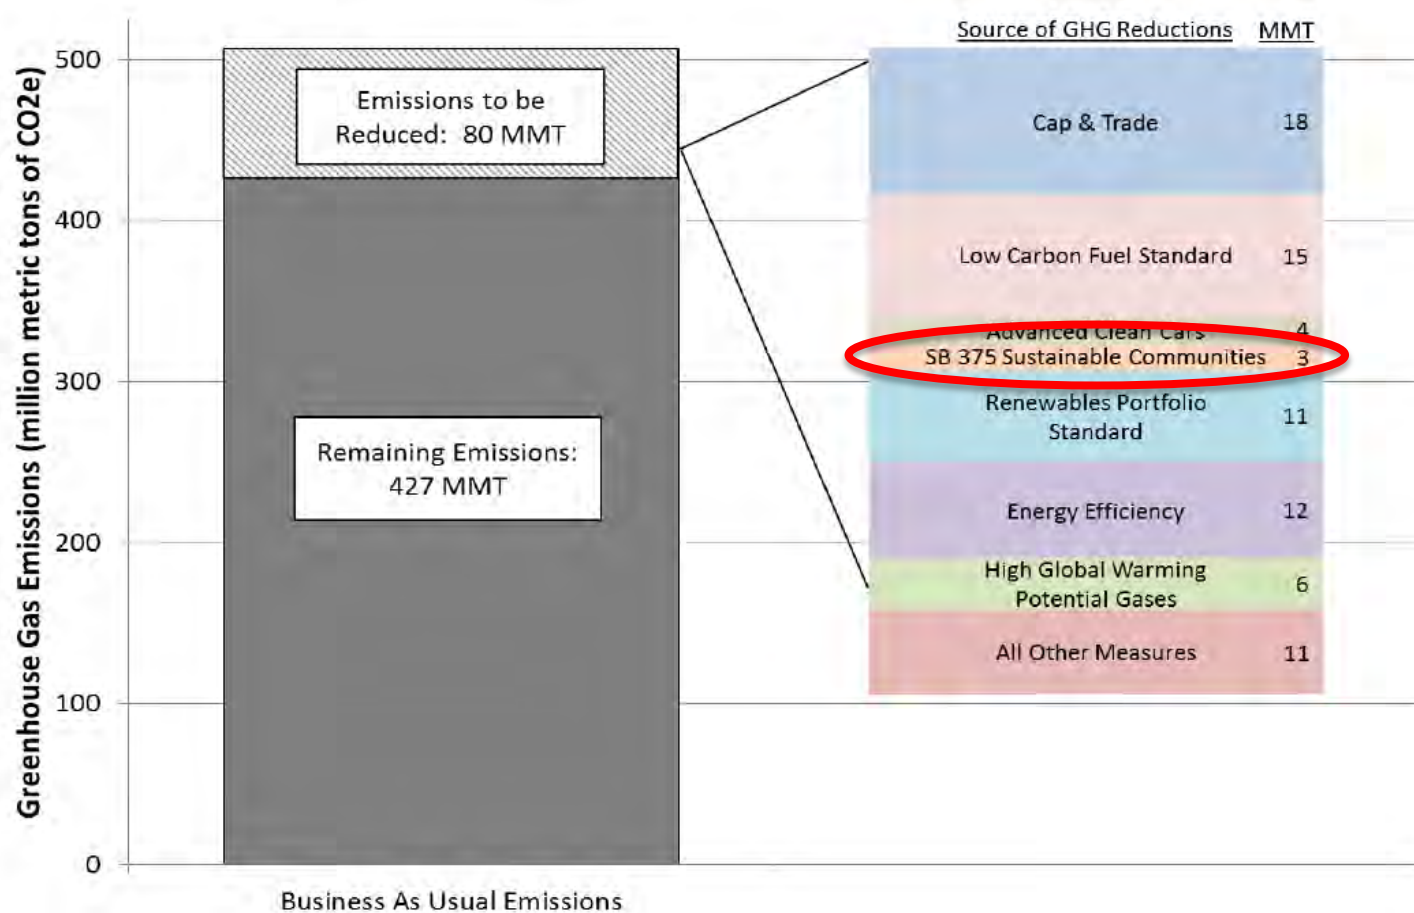 Greenhouse Gas Emissions (million metric tons of CO2e)
500
400
300
200
100
0
Emissions to be
Reduced: 80 MMT
Remaining Emissions:
427 MMT
Business As Usual Emissions
Source of GHG Reductions MMT
Cap & Trade 18
Low Carbon Fuel Standard 15
Advanced Clean Cars 4
SB 375 Sustainable Communities 3
Renewables Portfolio
Standard 11
Energy Efficiency 12
High Global Warming
Potential Gases 6
All Other Measures 11